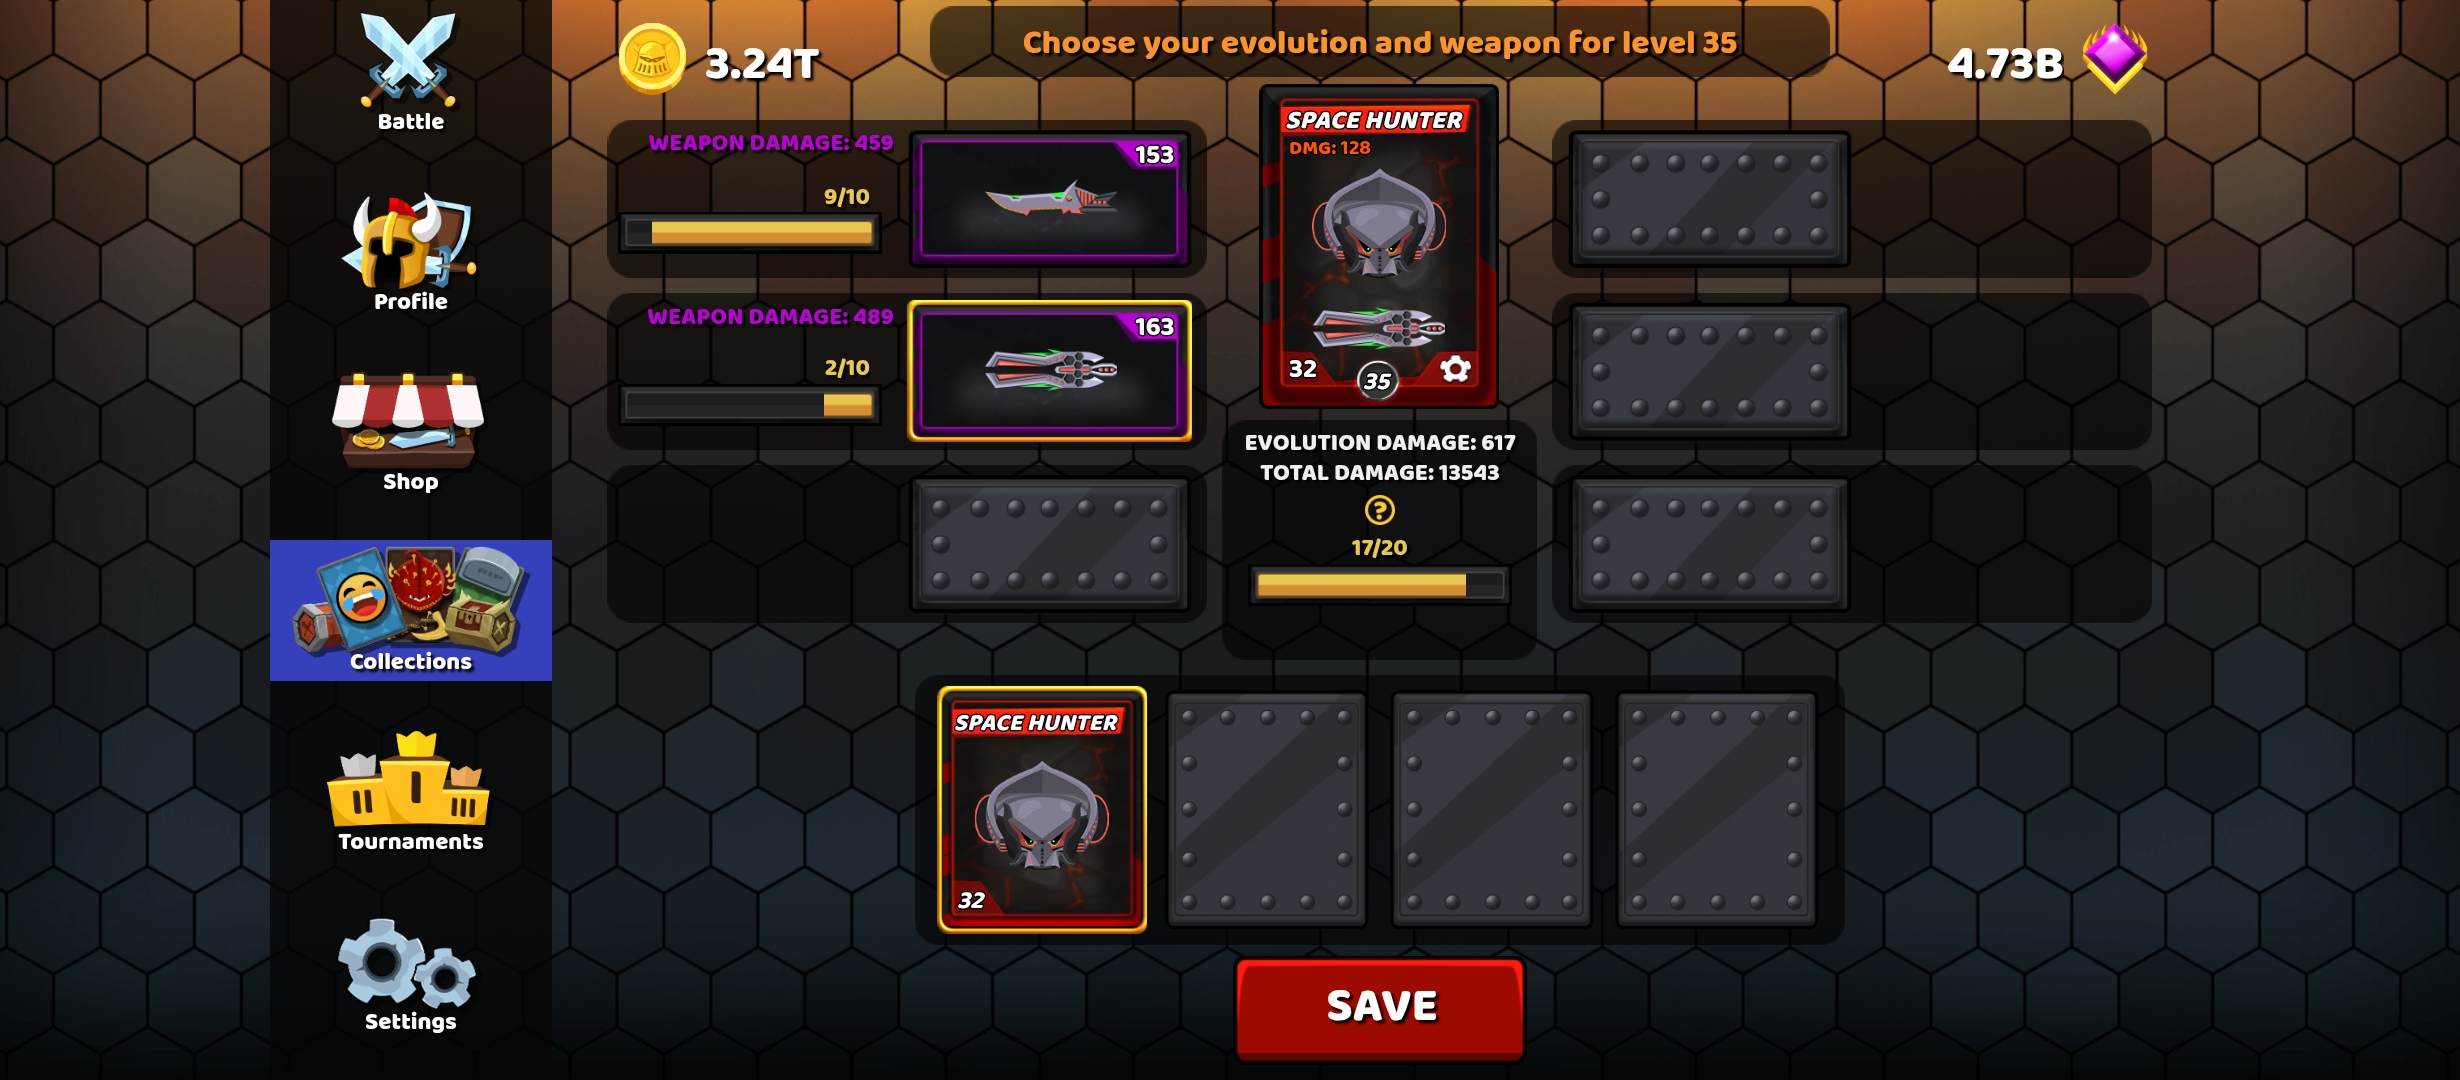 Battle
Profile
Shop
Collections
Tournaments
Settings
3.24T
Choose your evolution and weapon for level 35
4.73B
WEAPON DAMAGE: 459
9/10
153
WEAPON DAMAGE: 489
2/10
163
SPACE HUNTER
DMG: 128
32
35
EVOLUTION DAMAGE: 617
TOTAL DAMAGE: 13543
?
17/20
SPACE HUNTER
32
SAVE